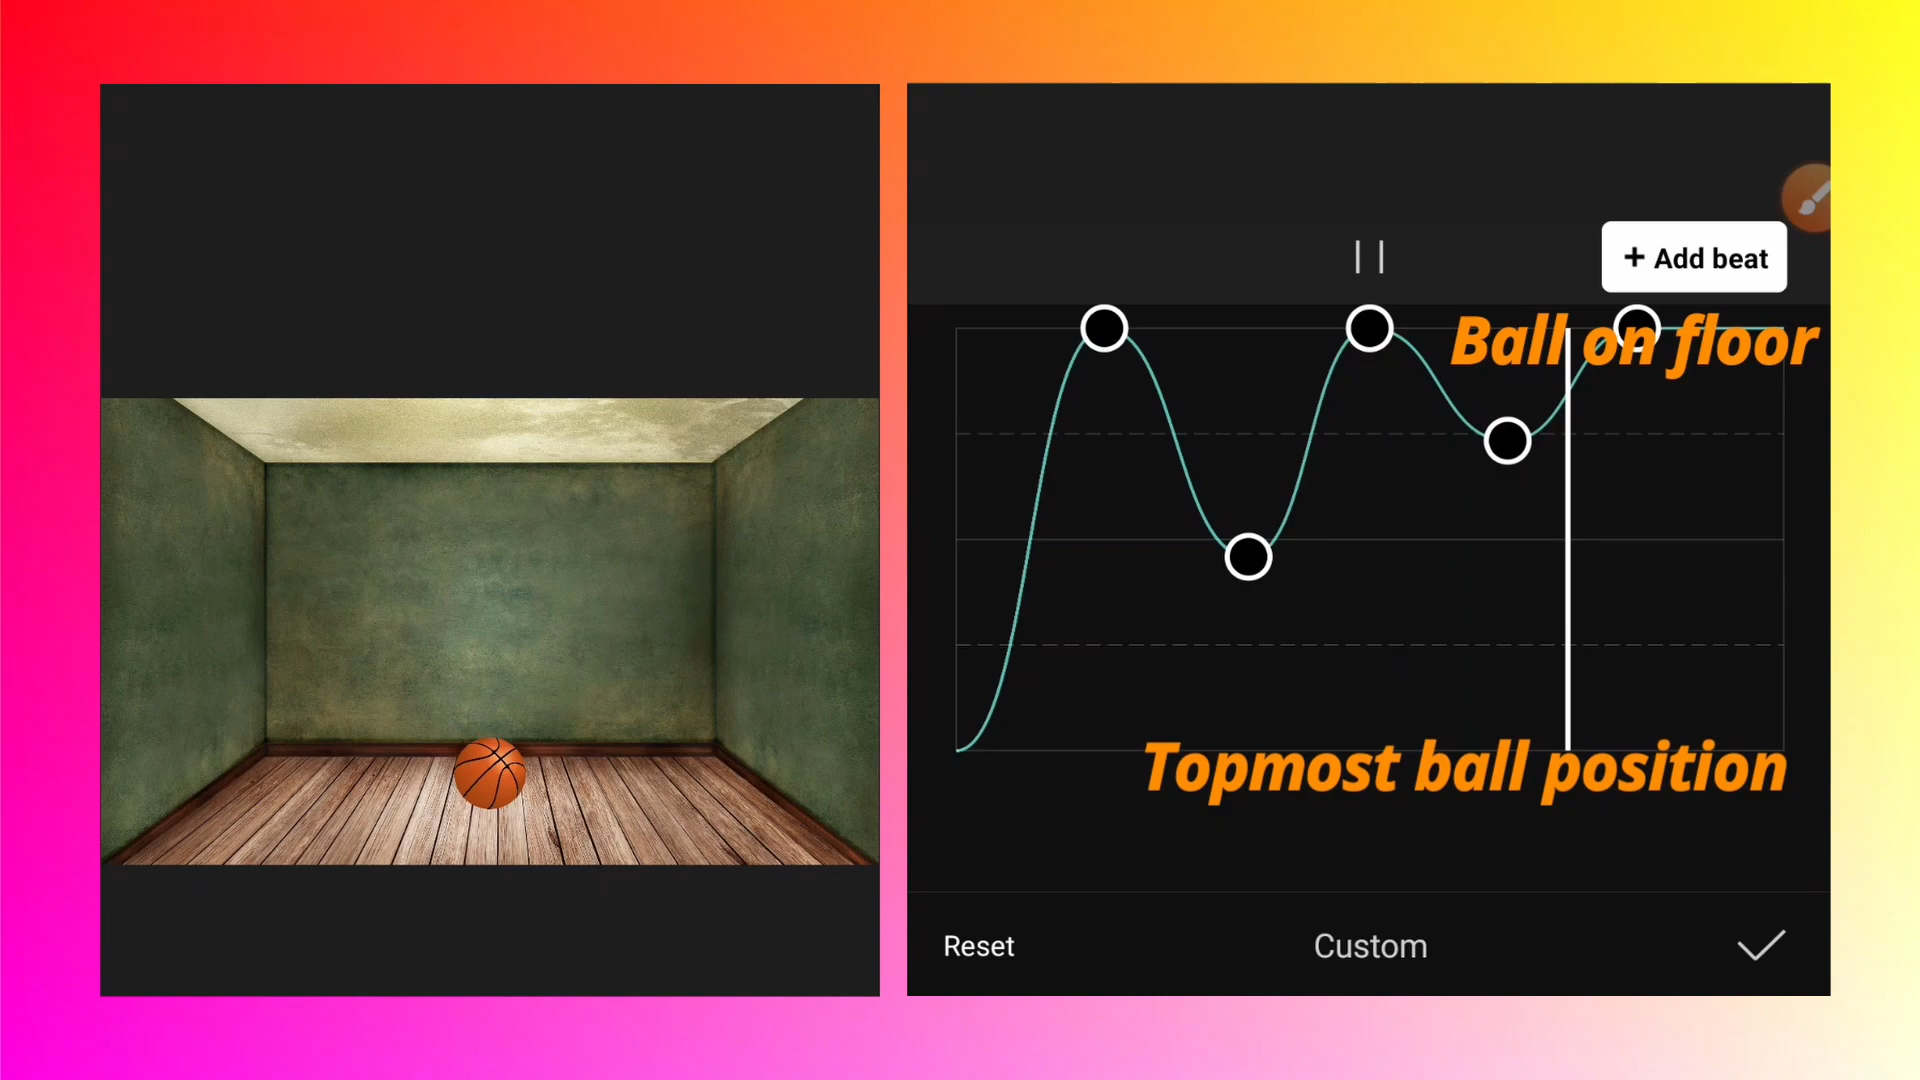 + Add beat
Ball on floor
Topmost ball position
Reset
Custom